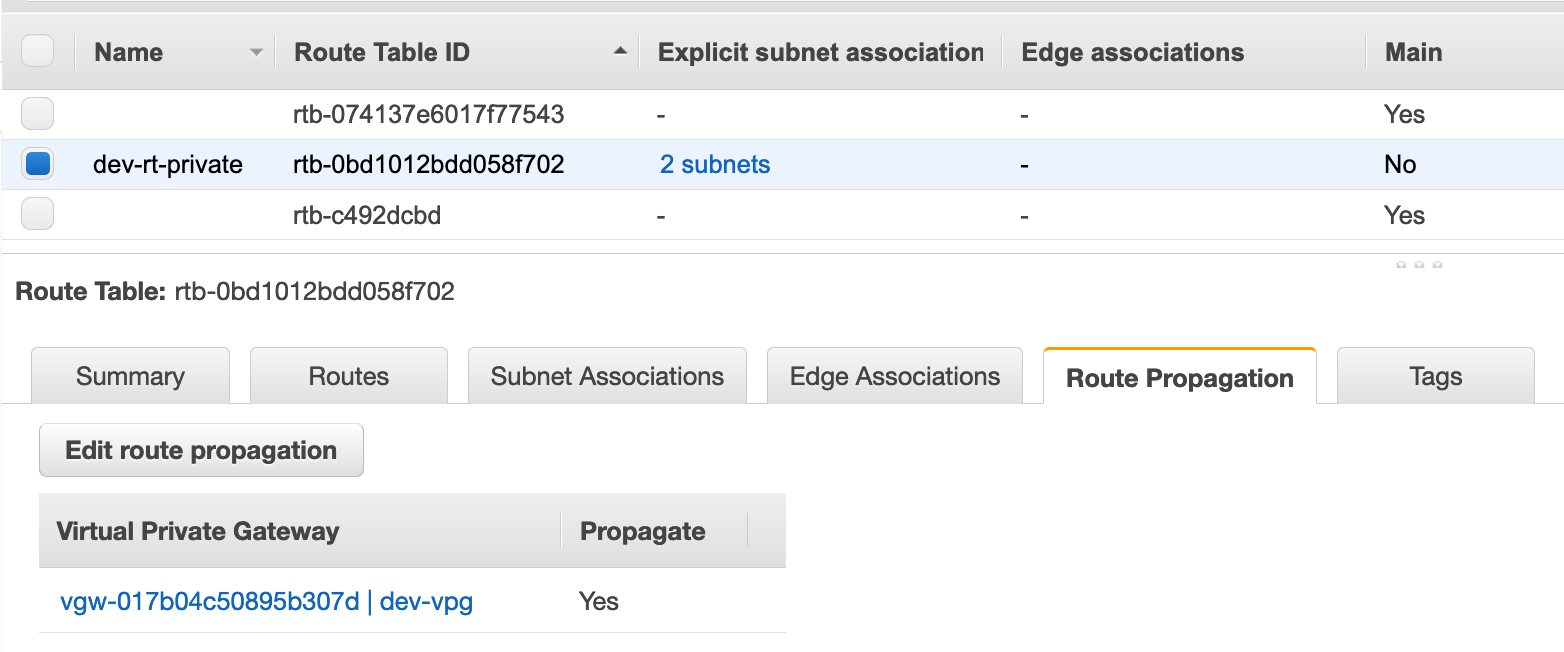 Name Route Table ID Explicit subnet association Edge associations Main
rtb-074137e6017f77543 - - Yes
dev-rt-private rtb-0bd1012bdd058f702 2 subnets - No
rtb-c492dcbd - - Yes
Route Table: rtb-0bd1012bdd058f702
Summary Routes Subnet Associations Edge Associations Route Propagation Tags
Edit route propagation
Virtual Private Gateway Propagate
vgw-017b04c50895b307d | dev-vpg Yes